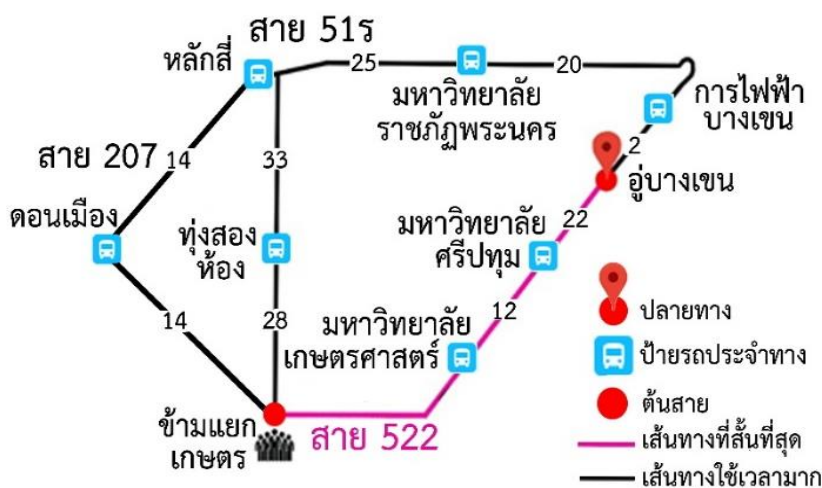 สาย 51ร
หลักสี่
25
20
มหาวิทยาลัย
ราชภัฏพระนคร
การไฟฟ้า
บางเขน
สาย 207
14
33
2
อู่บางเขน
ดอนเมือง
ทุ่งสอง
ห้อง
มหาวิทยาลัย
ศรีปทุม
22
14
28
มหาวิทยาลัย
เกษตรศาสตร์
12
ข้ามแยก
เกษตร
สาย 522
ปลายทาง
ป้ายรถประจำทาง
ต้นสาย
เส้นทางที่สั้นที่สุด
เส้นทางใช้เวลามาก